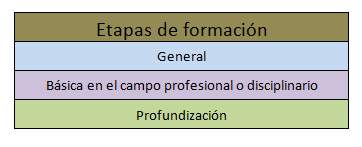 Etapas de formación
General
Básica en el campo profesional o disciplinario
Profundización